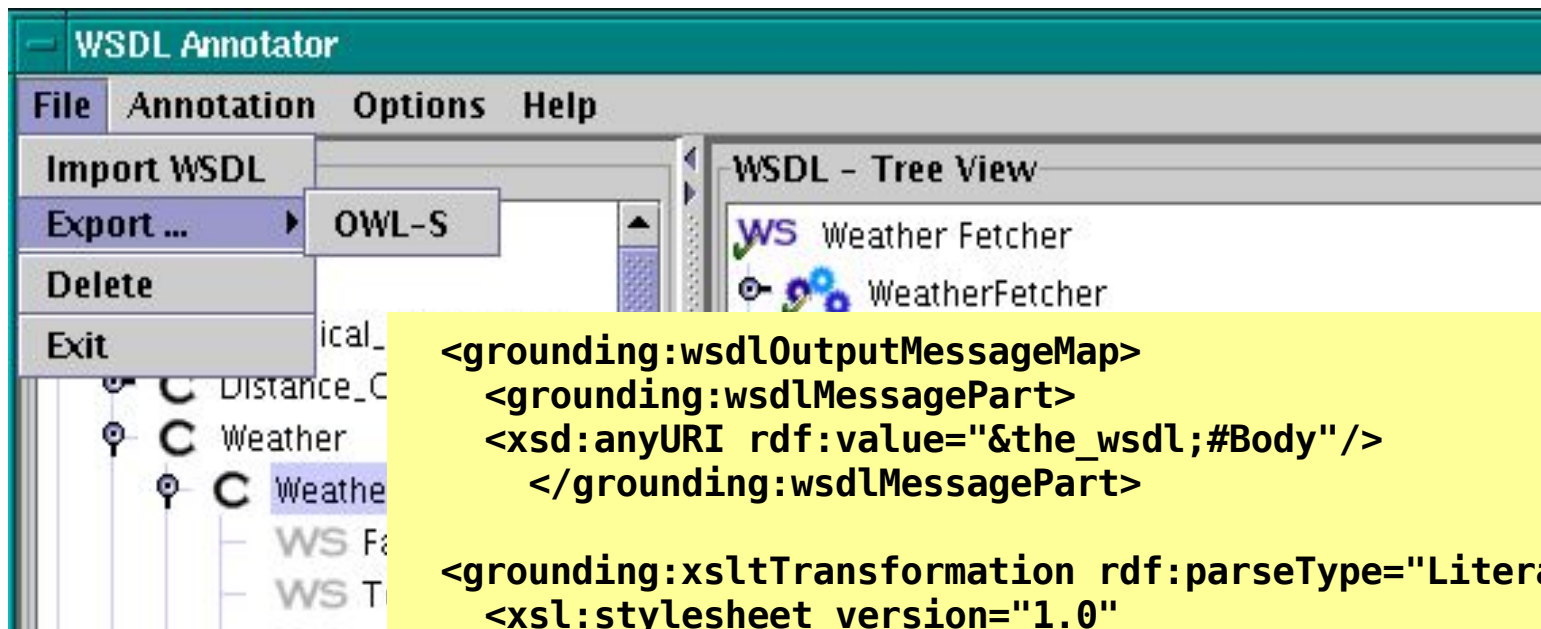 WSDL Annotator
File Annotation Options Help
Import WSDL
Export ...
OWL-S
Delete
Exit
ical_
Distance_C
Weather
Weathe
WS Fa
WS T
WSDL - Tree View
WS Weather Fetcher
WeatherFetcher
<grounding:wsdlOutputMessageMap>
<grounding:wsdlMessagePart>
<xsd:anyURI rdf:value="&the_wsdl;#Body"/>
</grounding:wsdlMessagePart>
<grounding:xsltTransformation rdf:parseType="Litera
<xsl:stylesheet version="1.0"